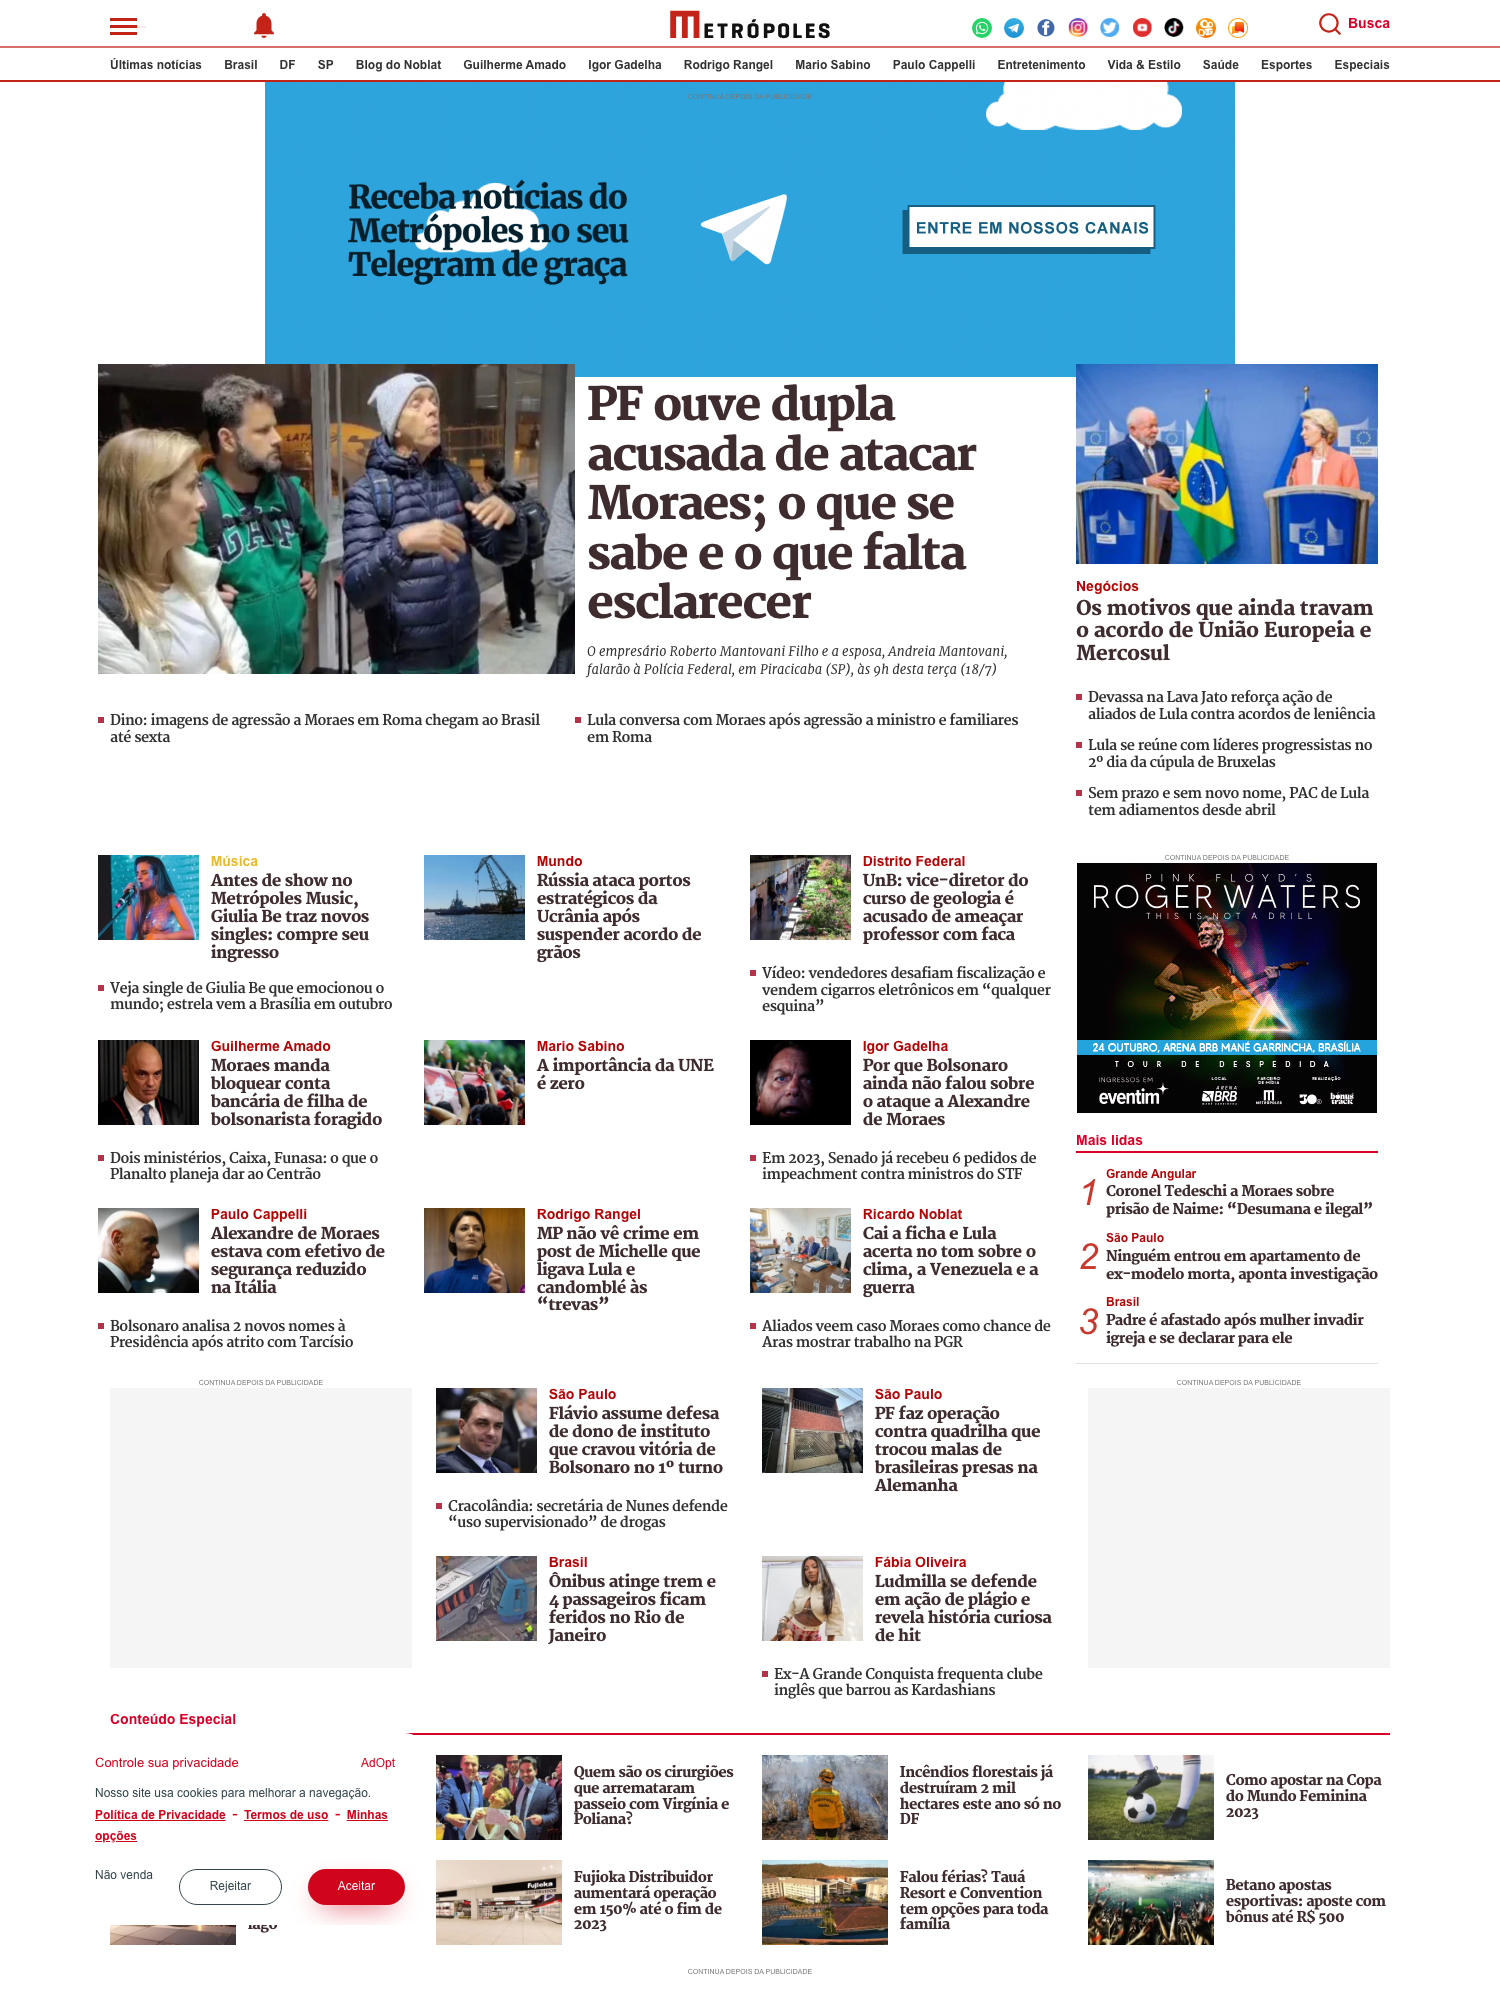 METRÓPOLES
Busca
Últimas notícias
Brasil
DF
SP
Blog do Noblat
Guilherme Amado
Igor Gadelha
Rodrigo Rangel
Mario Sabino
Paulo Cappelli
Entretenimento
Vida & Estilo
Saúde
Esportes
Especiais
CONTINUA DEPOIS DA PUBLICIDADE
Receba notícias do
Metrópoles no seu
Telegram de graça
ENTRE EM NOSSOS CANAIS
GAP
PF ouve dupla
acusada de atacar
Moraes; o que se
sabe e o que falta
esclarecer
O empresário Roberto Mantovani Filho e a esposa, Andreia Mantovani,
falarão à Polícia Federal, em Piracicaba (SP), às 9h desta terça (18/7)
Dino: imagens de agressão a Moraes em Roma chegam ao Brasil
até sexta
Lula conversa com Moraes após agressão a ministro e familiares
em Roma
Negócios
Os motivos que ainda travam
o acordo de União Europeia e
Mercosul
Devassa na Lava Jato reforça ação de
aliados de Lula contra acordos de leniência
Lula se reúne com líderes progressistas no
2º dia da cúpula de Bruxelas
Sem prazo e sem novo nome, PAC de Lula
tem adiamentos desde abril
Música
Antes de show no
Metrópoles Music,
Giulia Be traz novos
singles: compre seu
ingresso
Veja single de Giulia Be que emocionou o
mundo; estrela vem a Brasília em outubro
Mundo
Rússia ataca portos
estratégicos da
Ucrânia após
suspender acordo de
grãos
Distrito Federal
UnB: vice-diretor do
curso de geologia é
acusado de ameaçar
professor com faca
Vídeo: vendedores desafiam fiscalização e
vendem cigarros eletrônicos em “qualquer
esquina”
Guilherme Amado
Moraes manda
bloquear conta
bancária de filha de
bolsonarista foragido
Dois ministérios, Caixa, Funasa: o que o
Planalto planeja dar ao Centrão
Mario Sabino
A importância da UNE
é zero
Igor Gadelha
Por que Bolsonaro
ainda não falou sobre
o ataque a Alexandre
de Moraes
Em 2023, Senado já recebeu 6 pedidos de
impeachment contra ministros do STF
Paulo Cappelli
Alexandre de Moraes
estava com efetivo de
segurança reduzido
na Itália
Bolsonaro analisa 2 novos nomes à
Presidência após atrito com Tarcísio
Rodrigo Rangel
MP não vê crime em
post de Michelle que
ligava Lula e
candomblé às
“trevas”
Ricardo Noblat
Cai a ficha e Lula
acerta no tom sobre o
clima, a Venezuela e a
guerra
Aliados veem caso Moraes como chance de
Aras mostrar trabalho na PGR
CONTINUA DEPOIS DA PUBLICIDADE
PINK FLOYD'S
ROGER WATERS
THIS IS NOT A DRILL
24 OUTUBRO, ARENA BRB MANÉ GARRINCHA, BRASÍLIA
TOUR DE DESPEDIDA
INGRESSOS EM
eventim
LOCAL
ARENA
BRB
PARCEIRO
DE MÍDIA
METRÓPOLES
REALIZAÇÃO
30e
bonus
track
Mais lidas
1
Grande Angular
Coronel Tedeschi a Moraes sobre
prisão de Naime: “Desumana e ilegal”
2
São Paulo
Ninguém entrou em apartamento de
ex-modelo morta, aponta investigação
3
Brasil
Padre é afastado após mulher invadir
igreja e se declarar para ele
CONTINUA DEPOIS DA PUBLICIDADE
São Paulo
Flávio assume defesa
de dono de instituto
que cravou vitória de
Bolsonaro no 1º turno
Cracolândia: secretária de Nunes defende
“uso supervisionado” de drogas
São Paulo
PF faz operação
contra quadrilha que
trocou malas de
brasileiras presas na
Alemanha
CONTINUA DEPOIS DA PUBLICIDADE
Brasil
Ônibus atinge trem e
4 passageiros ficam
feridos no Rio de
Janeiro
Fábia Oliveira
Ludmilla se defende
em ação de plágio e
revela história curiosa
de hit
Ex-A Grande Conquista frequenta clube
inglês que barrou as Kardashians
Conteúdo Especial
Controle sua privacidade
AdOpt
Nosso site usa cookies para melhorar a navegação.
Política de Privacidade - Termos de uso - Minhas
opções
Não venda
Rejeitar
Aceitar
lago
Quem são os cirurgiões
que arremataram
passeio com Virgínia e
Poliana?
Incêndios florestais já
destruíram 2 mil
hectares este ano só no
DF
Como apostar na Copa
do Mundo Feminina
2023
Fujioka
Fujioka Distribuidor
aumentará operação
em 150% até o fim de
2023
Falou férias? Tauá
Resort e Convention
tem opções para toda
família
Betano apostas
esportivas: aposte com
bônus até R$ 500
CONTINUA DEPOIS DA PUBLICIDADE